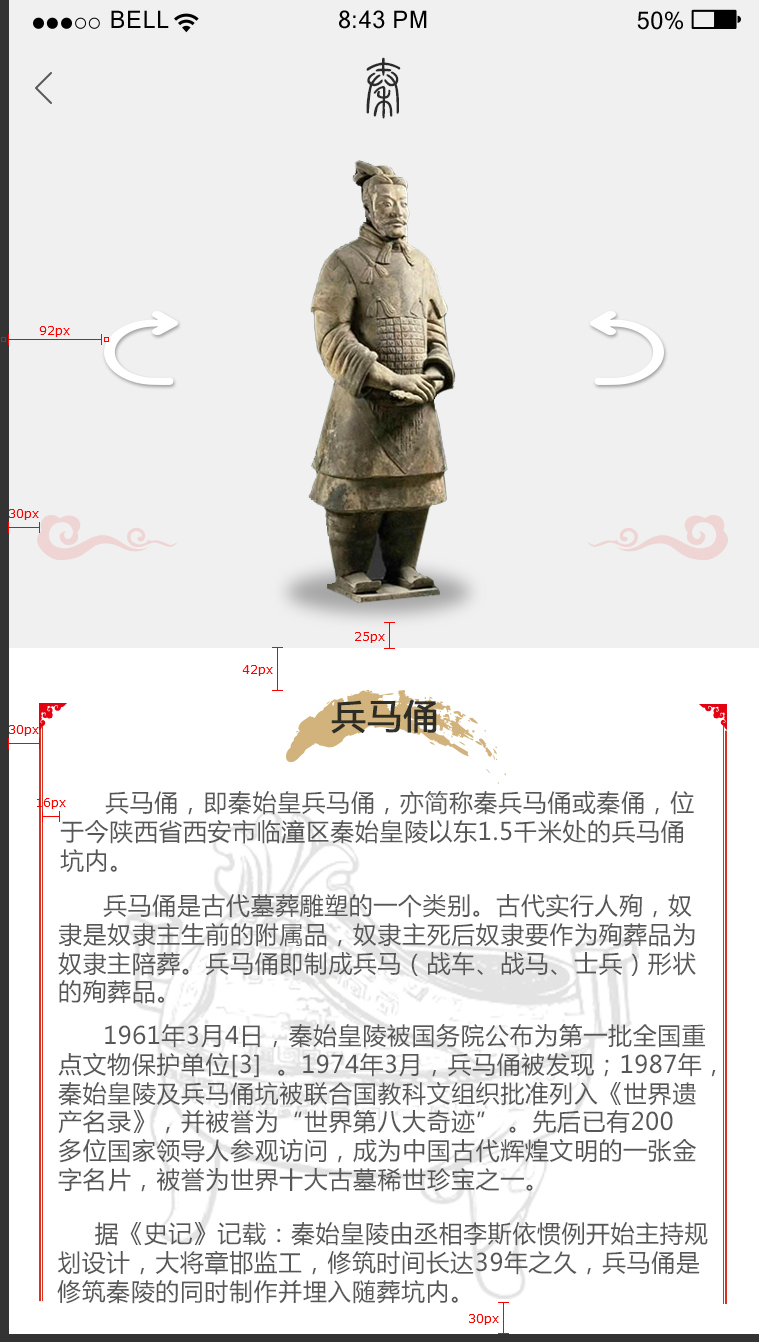 ●●●○○ BELL 8:43 PM 50%
秦
92px
30px
25px
42px
兵马俑
30px
16px
兵马俑，即秦始皇兵马俑，亦简称秦兵马俑或秦俑，位
于今陕西省西安市临潼区秦始皇陵以东1.5千米处的兵马俑
坑内。
兵马俑是古代墓葬雕塑的一个类别。古代实行人殉，奴
隶是奴隶主生前的附属品，奴隶主死后奴隶要作为殉葬品为
奴隶主陪葬。兵马俑即制成兵马（战车、战马、士兵）形状
的殉葬品。
1961年3月4日，秦始皇陵被国务院公布为第一批全国重
点文物保护单位[3] 。1974年3月，兵马俑被发现；1987年，
秦始皇陵及兵马俑坑被联合国教科文组织批准列入《世界遗
产名录》，并被誉为“世界第八大奇迹” 。先后已有200
多位国家领导人参观访问，成为中国古代辉煌文明的一张金
字名片，被誉为世界十大古墓稀世珍宝之一。
据《史记》记载：秦始皇陵由丞相李斯依惯例开始主持规
划设计，大将章邯监工，修筑时间长达39年之久，兵马俑是
修筑秦陵的同时制作并埋入随葬坑内。
30px